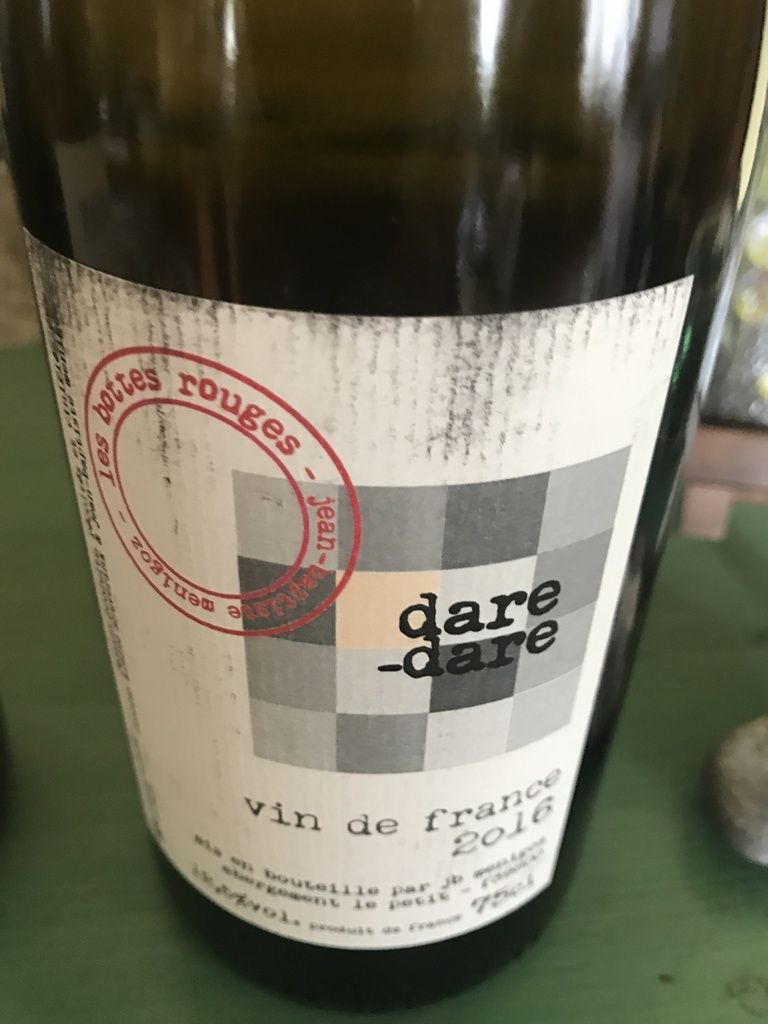 les bottes rouges - jean-baptiste menigoz -
dare
-dare
vin de france
2016
mis en bouteille par jb menigoz
abergement le petit -
vol. produit de france 75cl